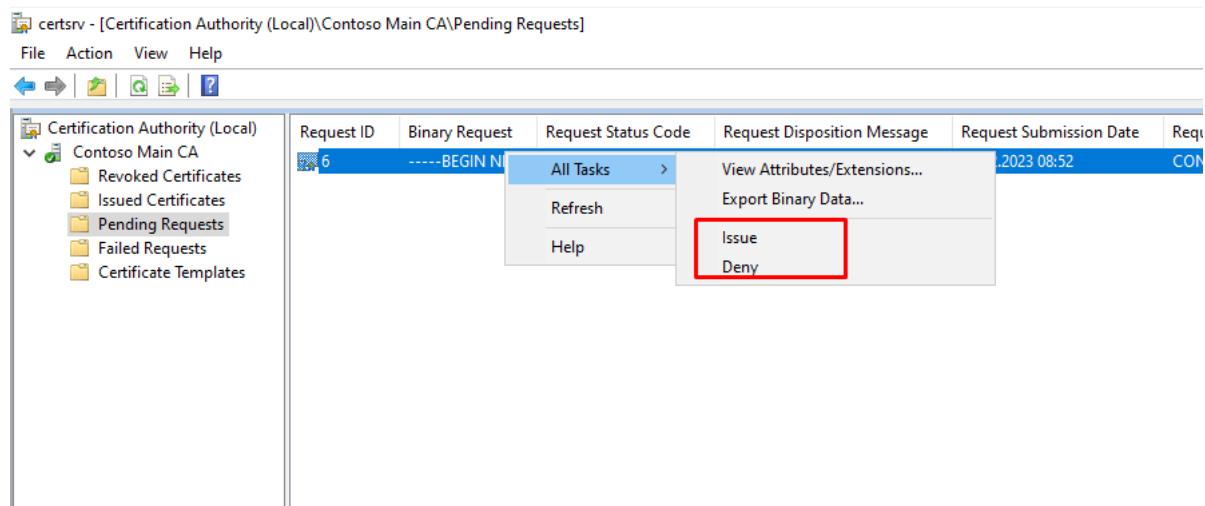 certsrv - [Certification Authority (Local)\Contoso Main CA\Pending Requests]
File Action View Help
Certification Authority (Local)
Contoso Main CA
Revoked Certificates
Issued Certificates
Pending Requests
Failed Requests
Certificate Templates
Request ID Binary Request Request Status Code Request Disposition Message Request Submission Date Requ
6 -----BEGIN NE .2023 08:52 CON
All Tasks
Refresh
Help
View Attributes/Extensions...
Export Binary Data...
Issue
Deny